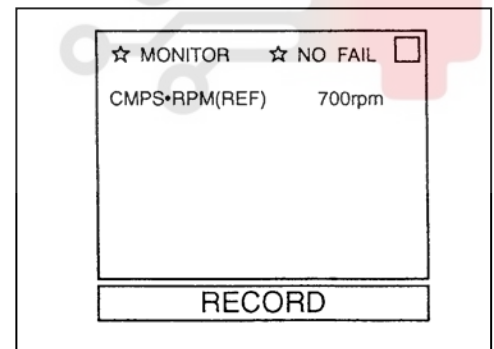 ☆ MONITOR ☆ NO FAIL
CMPS•RPM(REF) 700rpm
RECORD